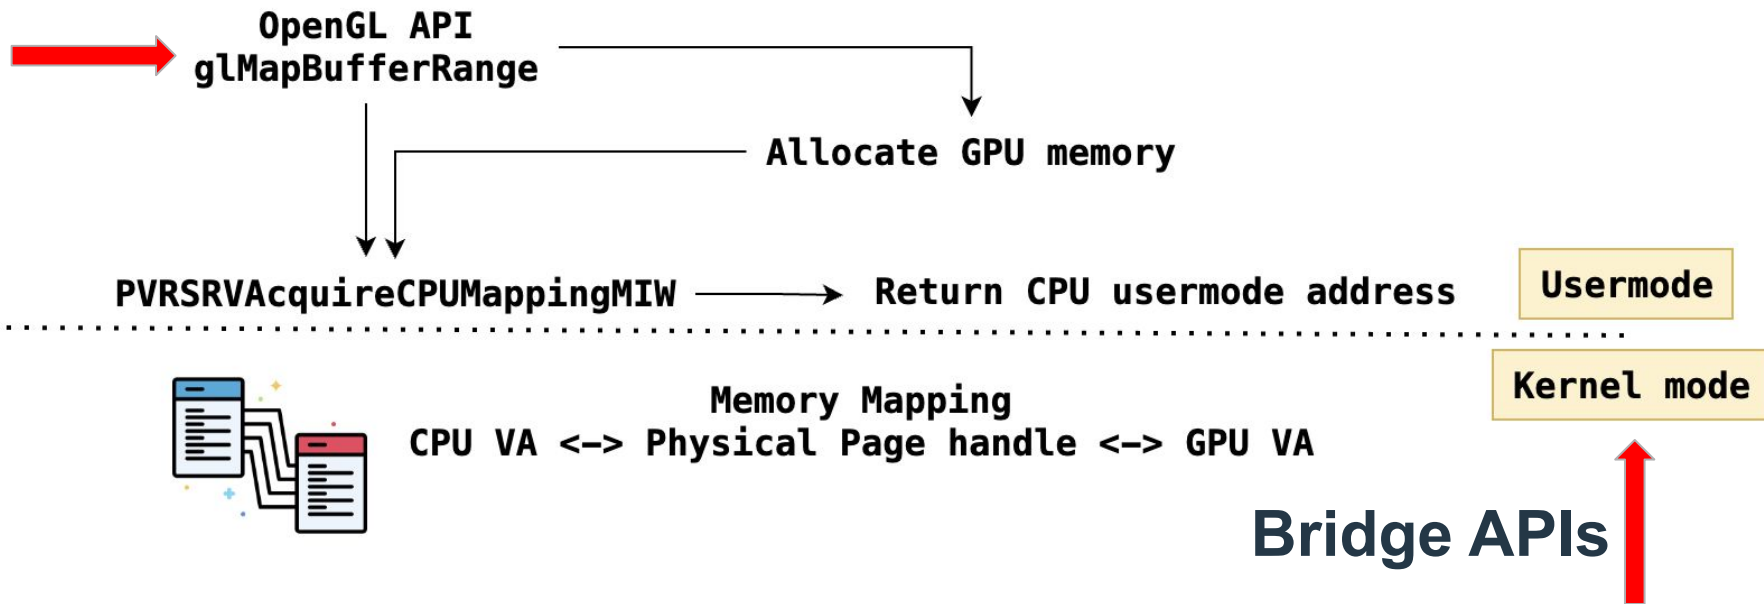 OpenGL API
glMapBufferRange
Allocate GPU memory
PVRSRVAcquireCPUMappingMIW
Return CPU usermode address
Usermode
Kernel mode
Memory Mapping
CPU VA <—> Physical Page handle <—> GPU VA
Bridge APIs